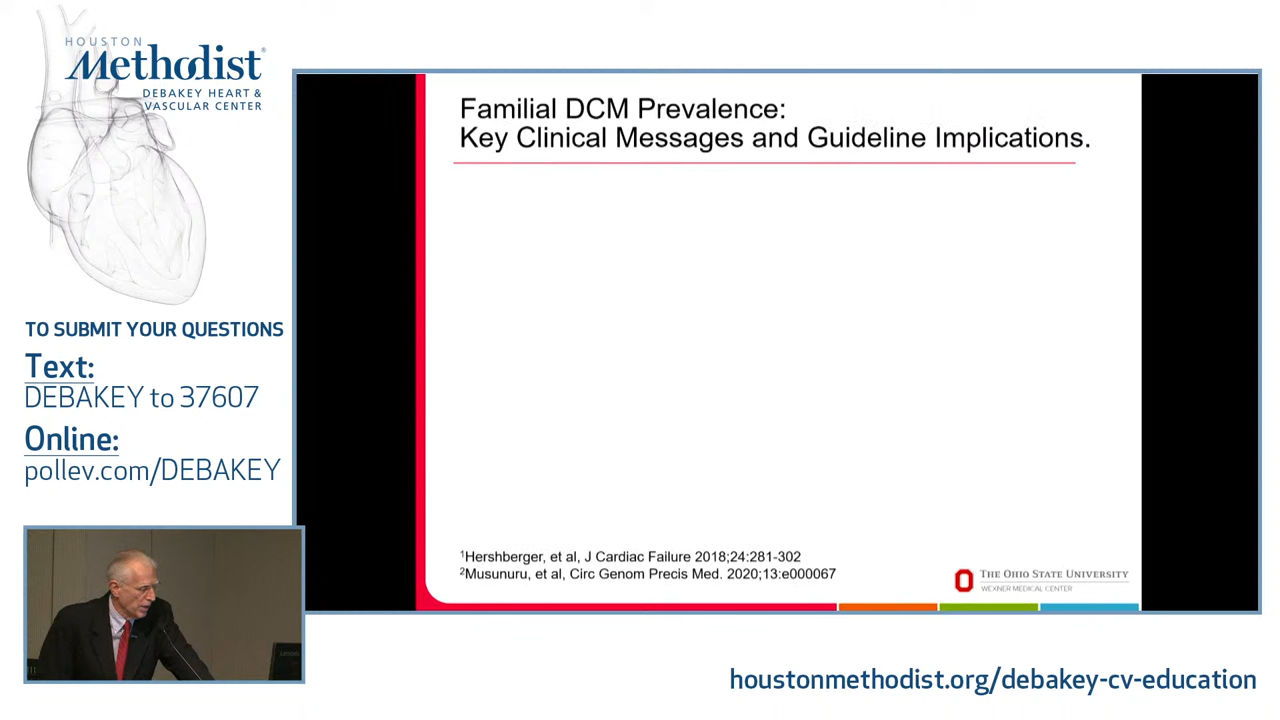 HOUSTON
Methodist®
DEBAKEY HEART &
VASCULAR CENTER
TO SUBMIT YOUR QUESTIONS
Text:
DEBAKEY to 37607
Online:
pollev.com/DEBAKEY
Familial DCM Prevalence:
Key Clinical Messages and Guideline Implications.
¹Hershberger, et al, J Cardiac Failure 2018;24:281-302
²Musunuru, et al, Circ Genom Precis Med. 2020;13:e000067
THE OHIO STATE UNIVERSITY
WEXNER MEDICAL CENTER
houstonmethodist.org/debakey-cv-education